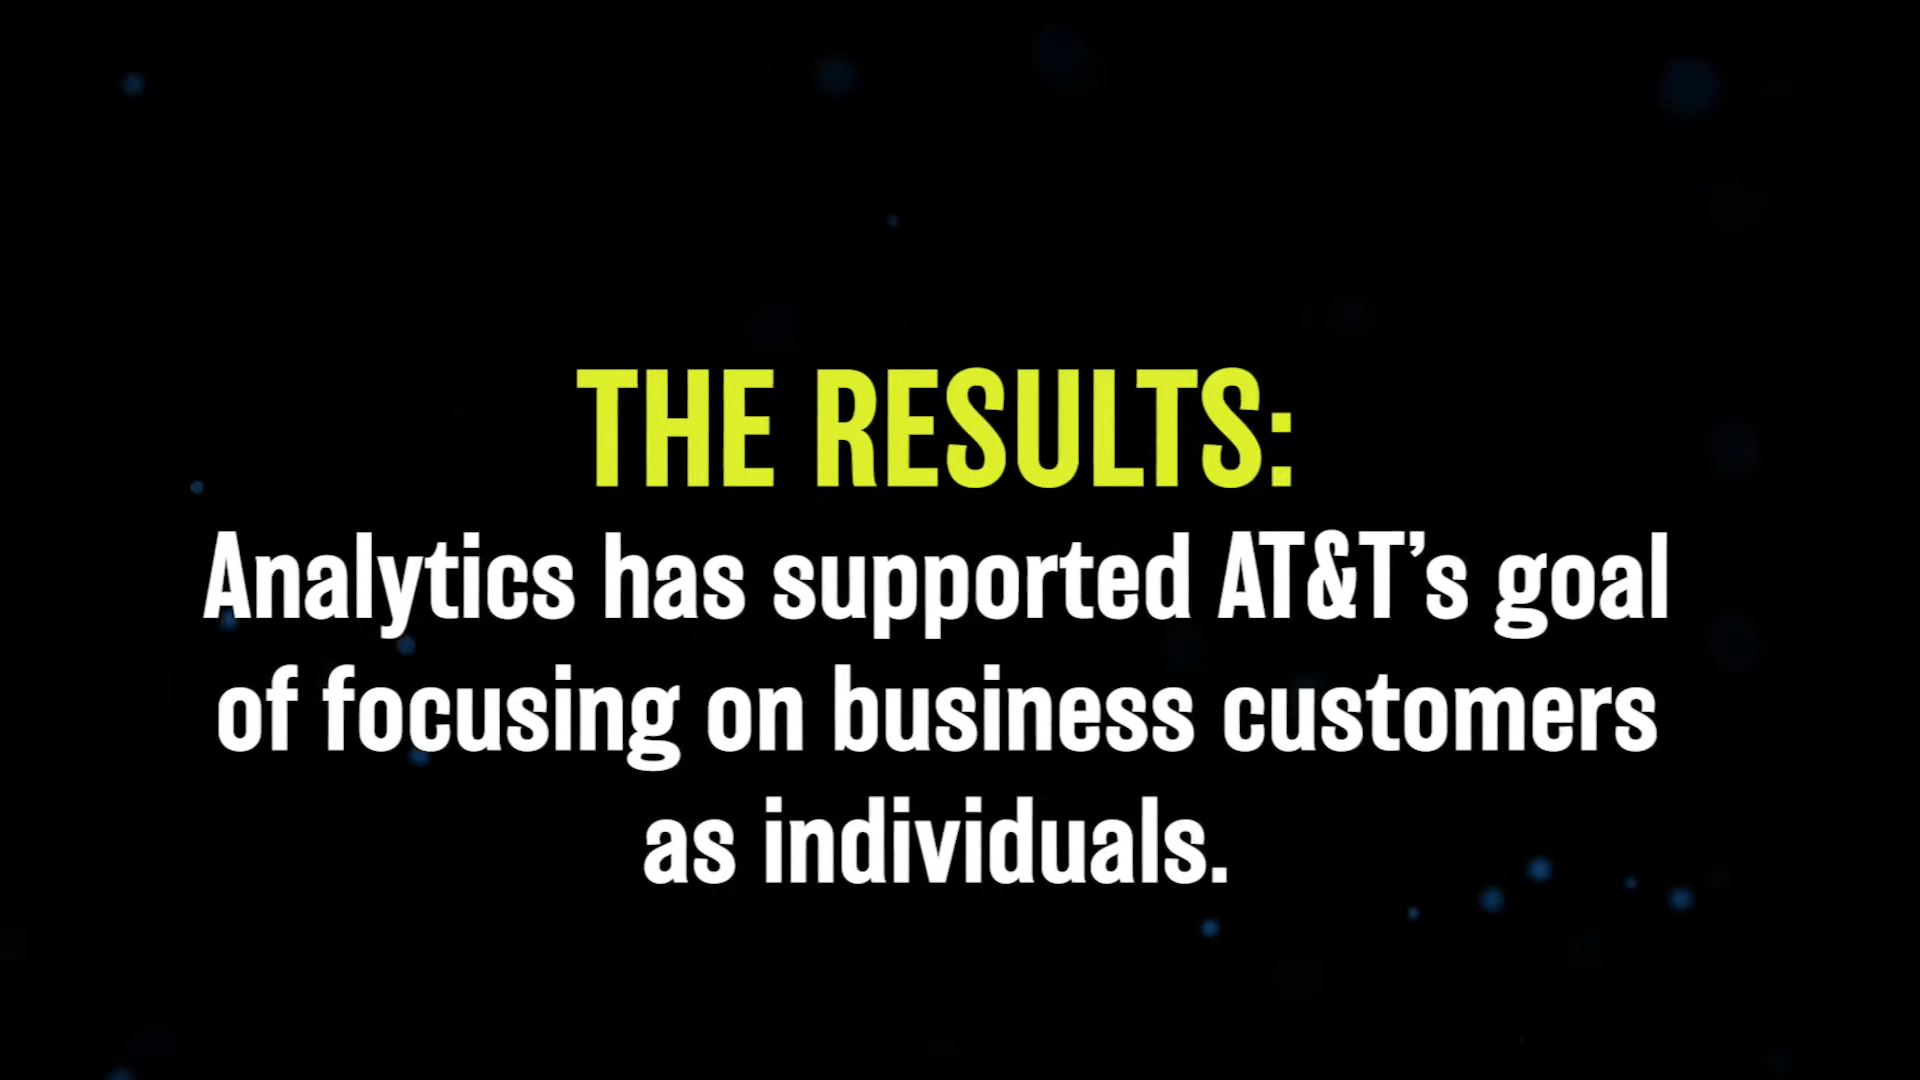 THE RESULTS:
Analytics has supported AT&T’s goal
of focusing on business customers
as individuals.